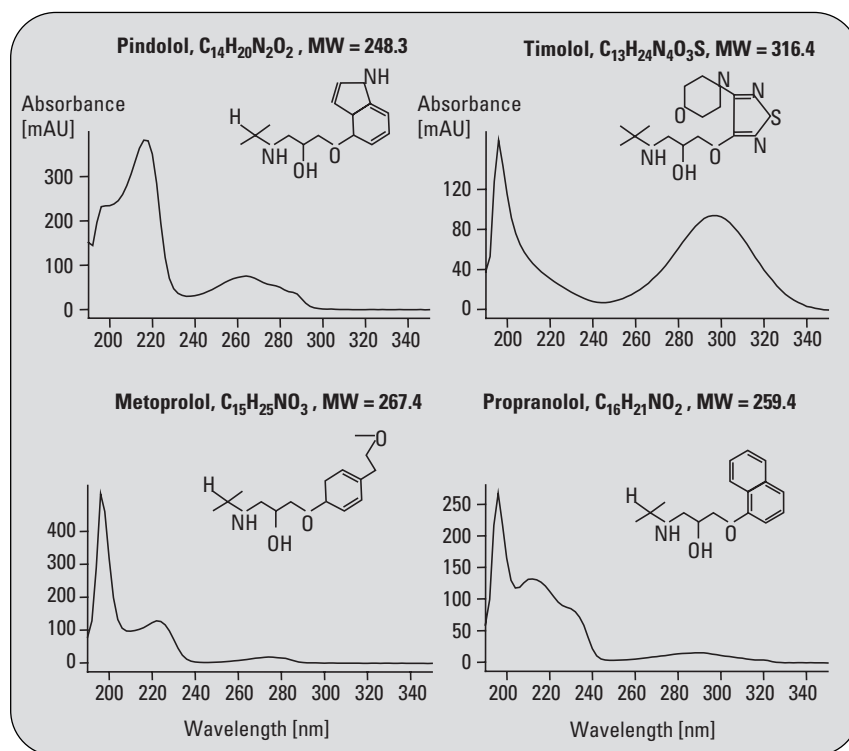 Pindolol, C₁₄H₂₀N₂O₂ , MW = 248.3
Absorbance
[mAU]
300
200
100
0
200 220 240 260 280 300 320 340
NH
H
NH
OH
O
Timolol, C₁₃H₂₄N₄O₃S, MW = 316.4
Absorbance
[mAU]
120
80
40
0
200 220 240 260 280 300 320 340
N
N
O
S
N
NH
OH
O
Metoprolol, C₁₅H₂₅NO₃ , MW = 267.4
400
300
200
100
0
200 220 240 260 280 300 320 340
Wavelength [nm]
O
H
NH
OH
O
Propranolol, C₁₆H₂₁NO₂ , MW = 259.4
250
200
150
100
50
0
200 220 240 260 280 300 320 340
Wavelength [nm]
H
NH
OH
O